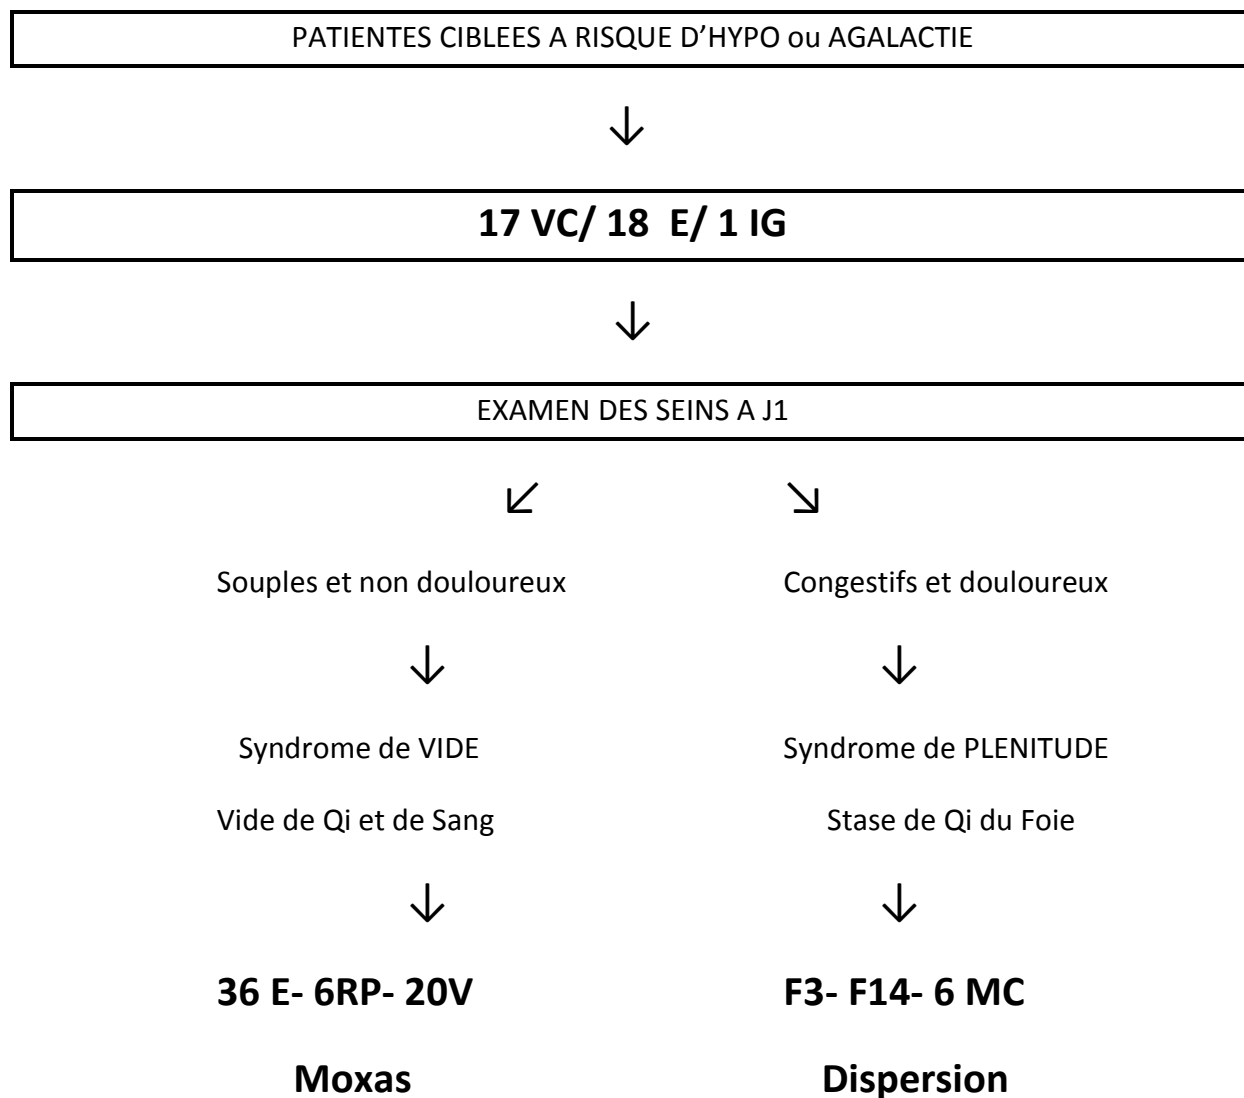 PATIENTES CIBLEES A RISQUE D’HYPO ou AGALACTIE
17 VC/ 18 E/ 1 IG
EXAMEN DES SEINS A J1
Souples et non douloureux
Congestifs et douloureux
Syndrome de VIDE
Syndrome de PLENITUDE
Vide de Qi et de Sang
Stase de Qi du Foie
36 E- 6RP- 20V
F3- F14- 6 MC
Moxas
Dispersion